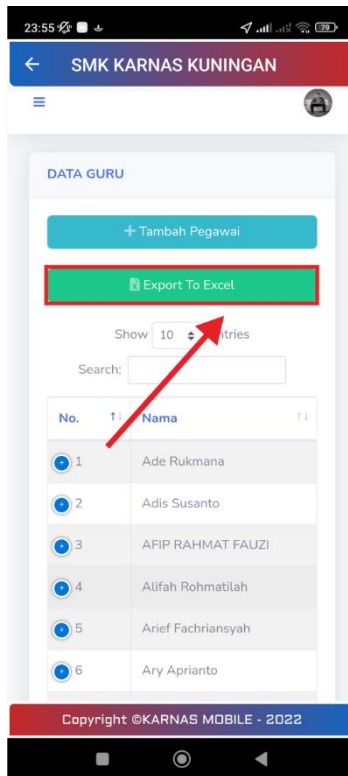 23:55
79
SMK KARNAS KUNINGAN
DATA GURU
+ Tambah Pegawai
Export To Excel
Show 10 entries
Search:
No. Nama
1 Ade Rukmana
2 Adis Susanto
3 AFIP RAHMAT FAUZI
4 Alifah Rohmatilah
5 Arief Fachriansyah
6 Ary Aprianto
Copyright ©KARNAS MOBILE - 2022